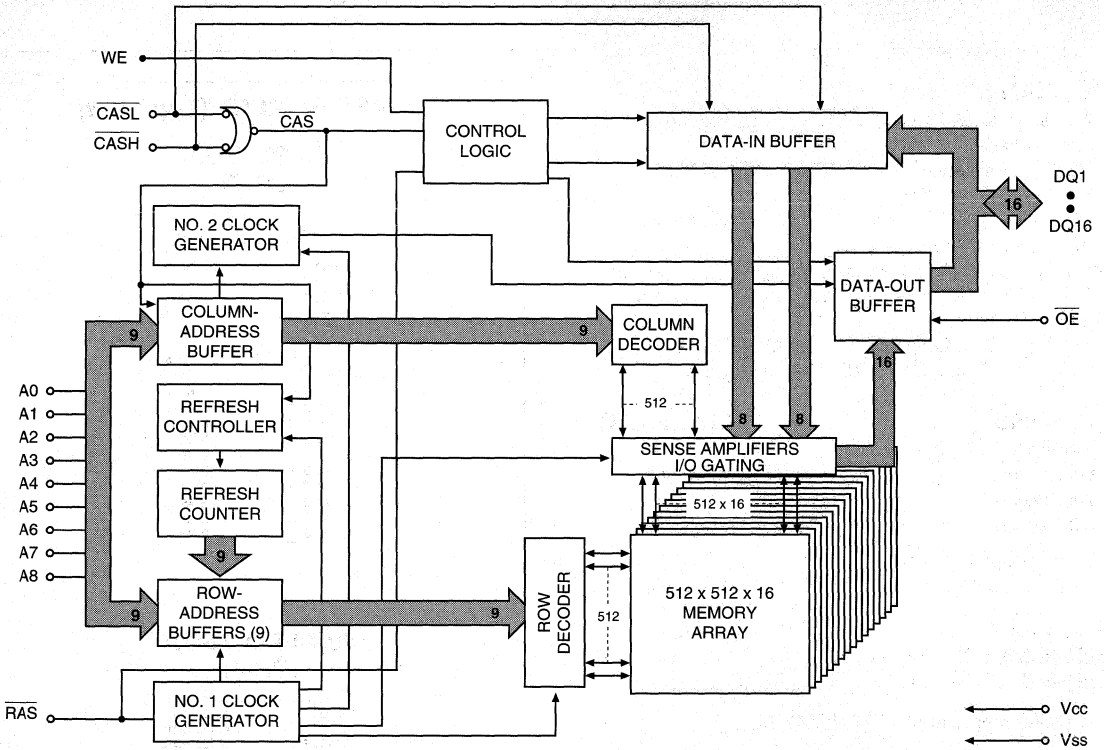 WE
CASL
CASH
CAS
CONTROL
LOGIC
DATA-IN BUFFER
DQ1
16
DQ16
NO. 2 CLOCK
GENERATOR
DATA-OUT
BUFFER
OE
COLUMN-
ADDRESS
BUFFER
9
9
COLUMN
DECODER
16
A0
A1
A2
A3
A4
A5
A6
A7
A8
REFRESH
CONTROLLER
512
8
8
SENSE AMPLIFIERS
I/O GATING
REFRESH
COUNTER
512 x 16
9
ROW-
ADDRESS
BUFFERS (9)
9
9
ROW
DECODER
512
512 x 512 x 16
MEMORY
ARRAY
RAS
NO. 1 CLOCK
GENERATOR
Vcc
Vss